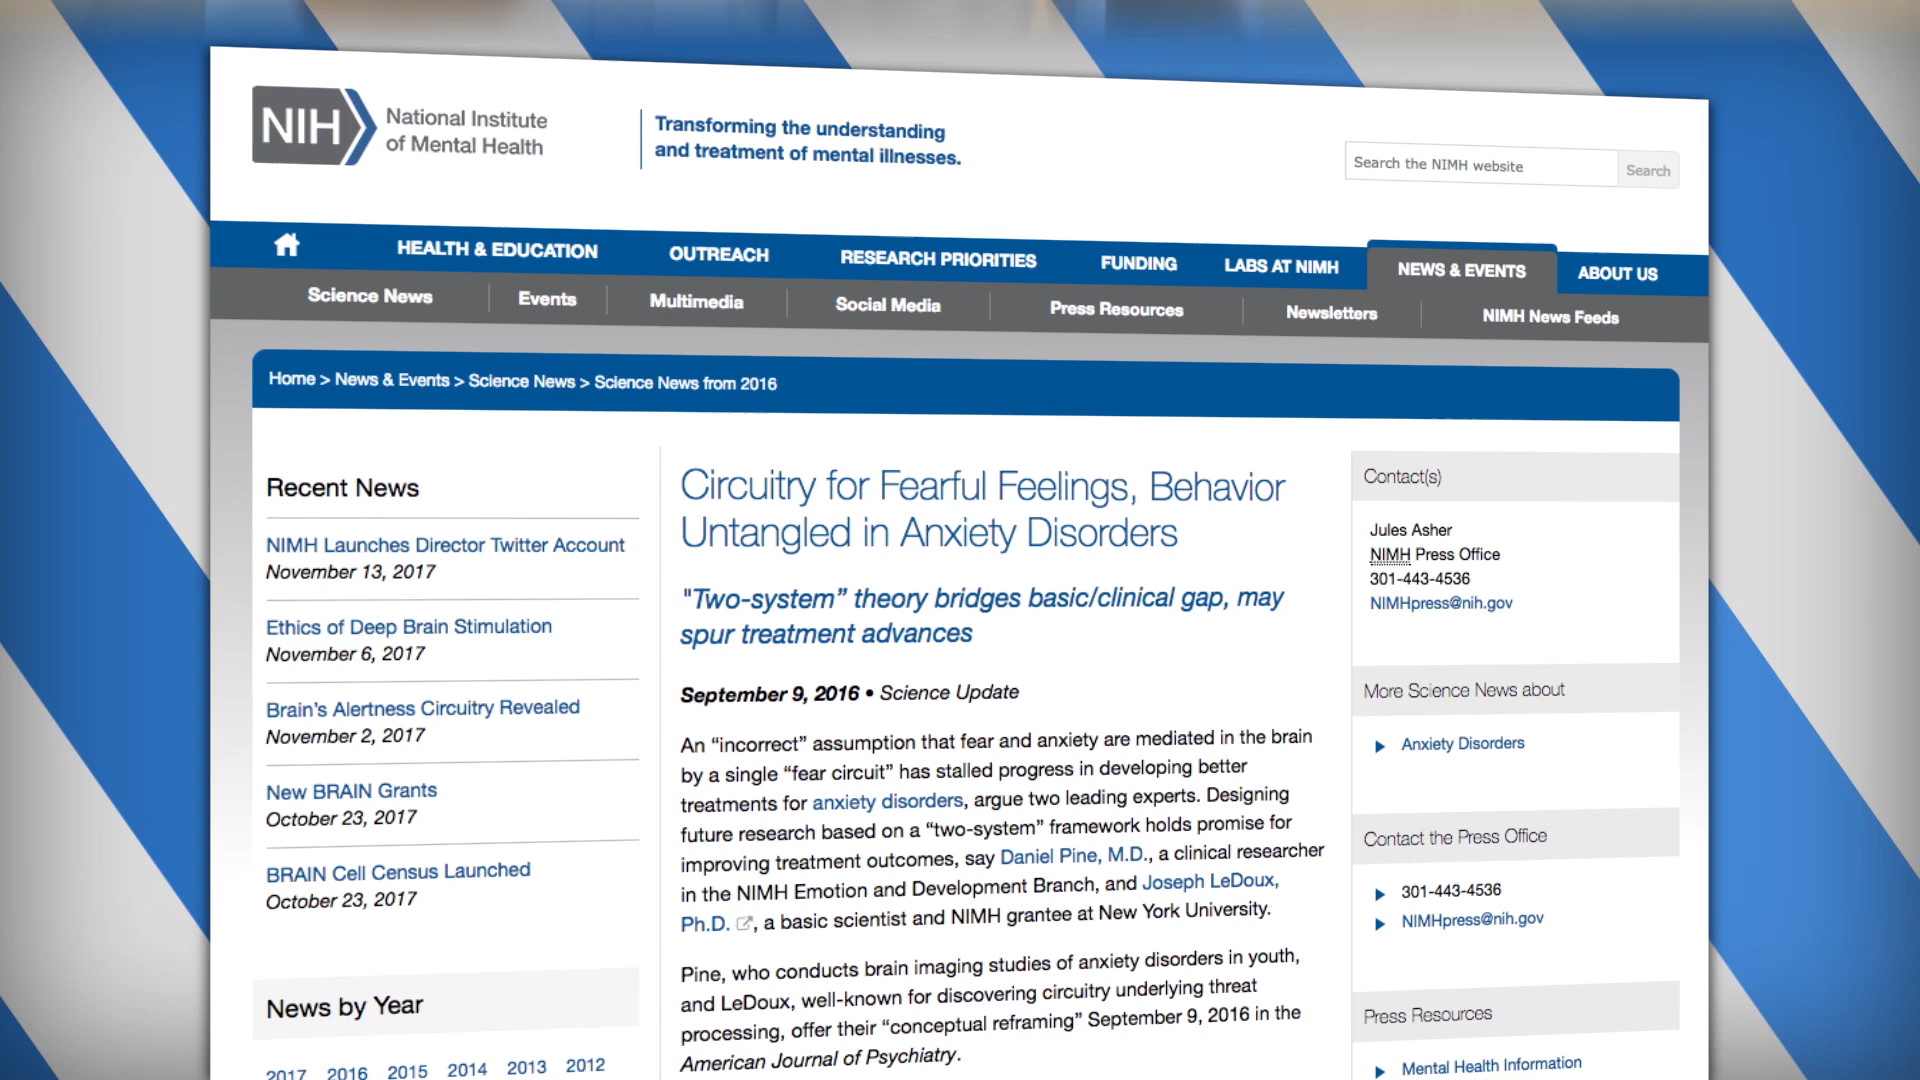 NIH
National Institute
of Mental Health
Transforming the understanding
and treatment of mental illnesses.
Search the NIMH website
Search
HEALTH & EDUCATION
OUTREACH
RESEARCH PRIORITIES
FUNDING
LABS AT NIMH
NEWS & EVENTS
ABOUT US
Science News
Events
Multimedia
Social Media
Press Resources
Newsletters
NIMH News Feeds
Home > News & Events > Science News > Science News from 2016
Recent News
NIMH Launches Director Twitter Account
November 13, 2017
Ethics of Deep Brain Stimulation
November 6, 2017
Brain's Alertness Circuitry Revealed
November 2, 2017
New BRAIN Grants
October 23, 2017
BRAIN Cell Census Launched
October 23, 2017
News by Year
2017 2016 2015 2014 2013 2012
Circuitry for Fearful Feelings, Behavior
Untangled in Anxiety Disorders
"Two-system” theory bridges basic/clinical gap, may
spur treatment advances
September 9, 2016 • Science Update
An “incorrect” assumption that fear and anxiety are mediated in the brain
by a single “fear circuit” has stalled progress in developing better
treatments for anxiety disorders, argue two leading experts. Designing
future research based on a “two-system” framework holds promise for
improving treatment outcomes, say Daniel Pine, M.D., a clinical researcher
in the NIMH Emotion and Development Branch, and Joseph LeDoux,
Ph.D. , a basic scientist and NIMH grantee at New York University.
Pine, who conducts brain imaging studies of anxiety disorders in youth,
and LeDoux, well-known for discovering circuitry underlying threat
processing, offer their “conceptual reframing” September 9, 2016 in the
American Journal of Psychiatry.
Contact(s)
Jules Asher
NIMH Press Office
301-443-4536
NIMHpress@nih.gov
More Science News about
Anxiety Disorders
Contact the Press Office
301-443-4536
NIMHpress@nih.gov
Press Resources
Mental Health Information